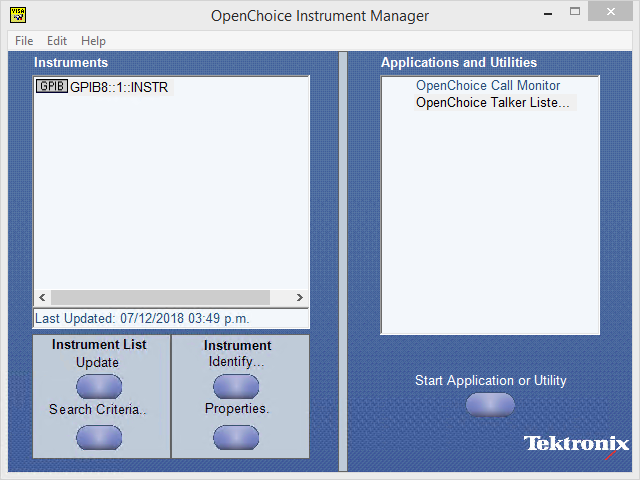 VISA
OpenChoice Instrument Manager
File Edit Help
Instruments
GPIB GPIB8::1::INSTR
Last Updated: 07/12/2018 03:49 p.m.
Instrument List
Update
Search Criteria..
Instrument
Identify...
Properties.
Applications and Utilities
OpenChoice Call Monitor
OpenChoice Talker Liste...
Start Application or Utility
Tektronix